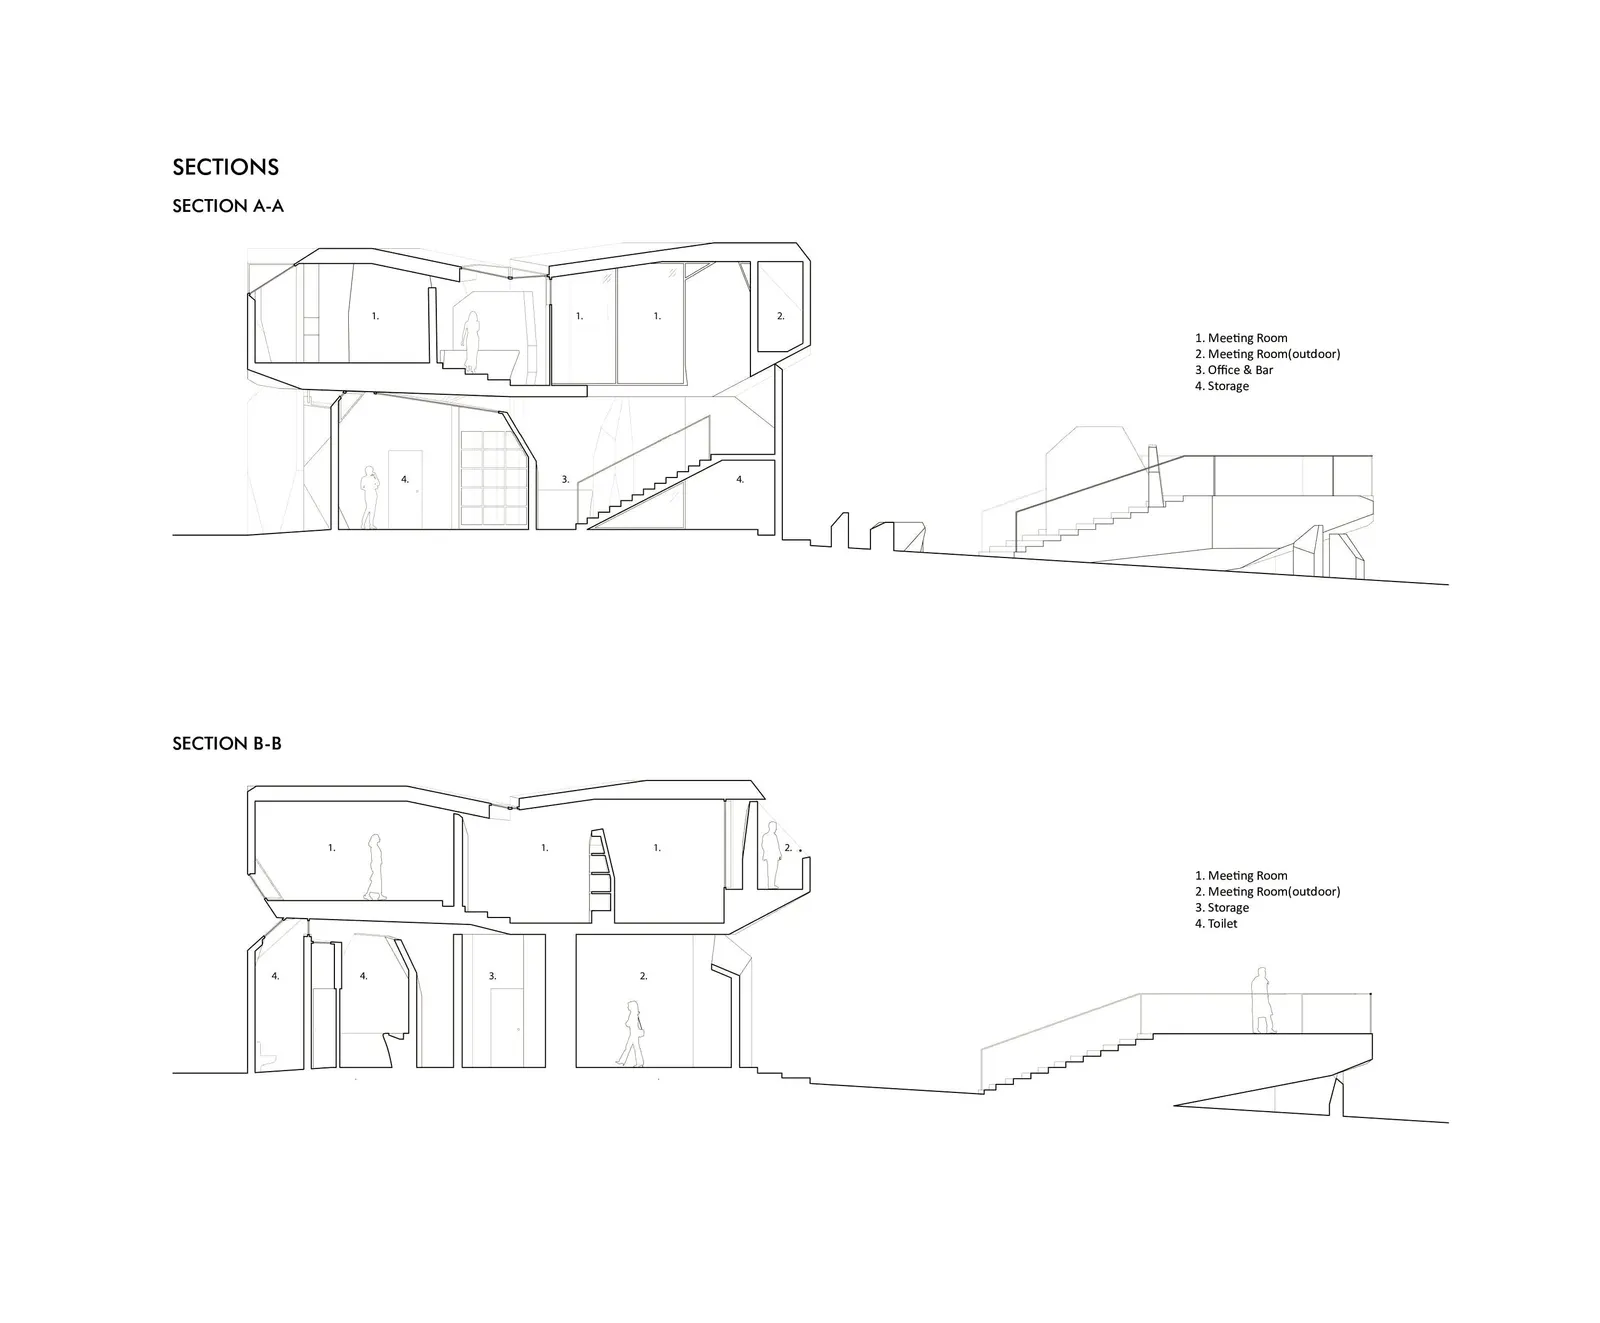 SECTIONS
SECTION A-A
1.
1.
1.
2.
1. Meeting Room
2. Meeting Room(outdoor)
3. Office & Bar
4. Storage
4.
3.
4.
SECTION B-B
1.
1.
1.
2.
1. Meeting Room
2. Meeting Room(outdoor)
3. Storage
4. Toilet
4.
4.
3.
2.